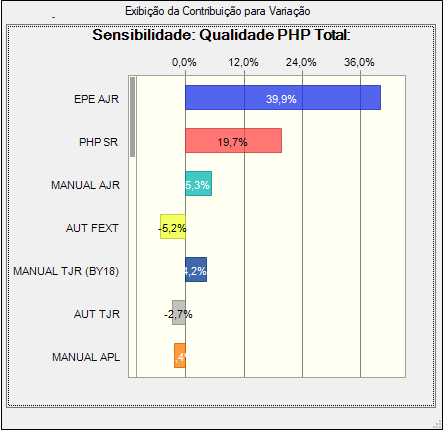 Exibição da Contribuição para Variação
Sensibilidade: Qualidade PHP Total:
0,0% 12,0% 24,0% 36,0%
EPE AJR 39,9%
PHP SR 19,7%
MANUAL AJR 5,3%
AUT FEXT -5,2%
MANUAL TJR (BY18) 4,2%
AUT TJR -2,7%
MANUAL APL